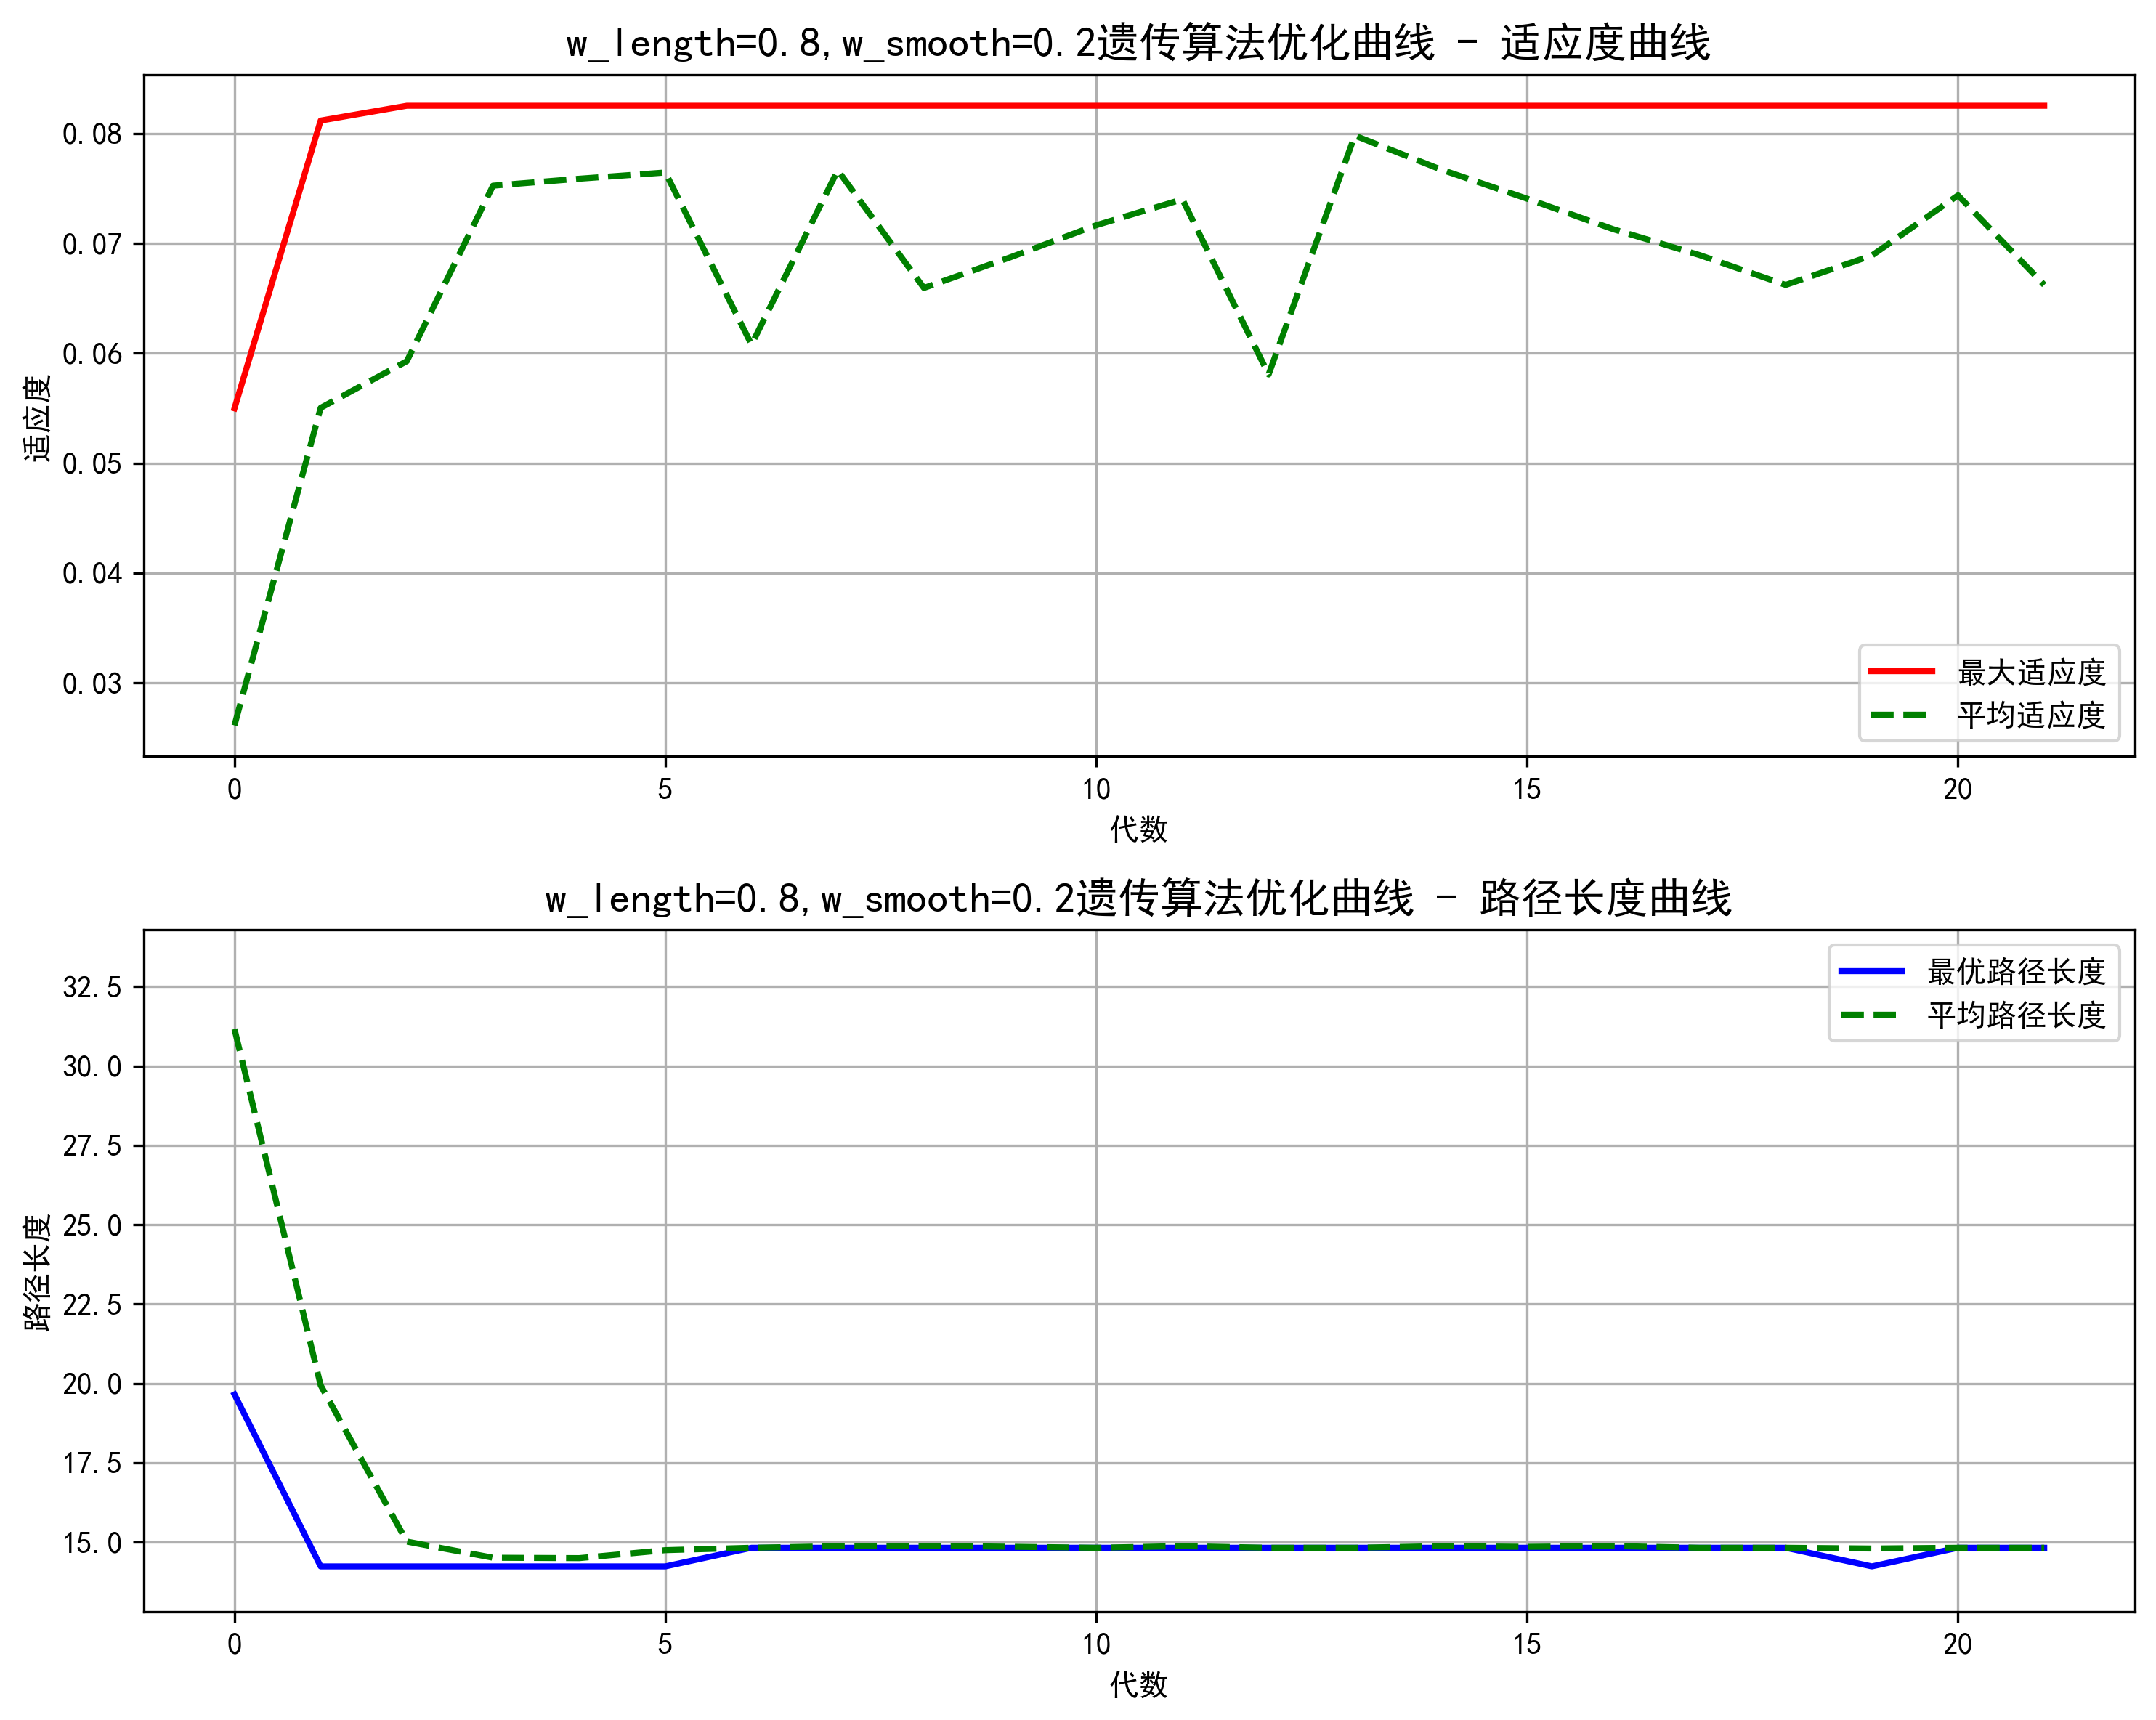 w_length=0.8,w_smooth=0.2遗传算法优化曲线 - 适应度曲线
适应度
0.08
0.07
0.06
0.05
0.04
0.03
最大适应度
平均适应度
0 5 10 15 20
代数
w_length=0.8,w_smooth=0.2遗传算法优化曲线 - 路径长度曲线
路径长度
32.5
30.0
27.5
25.0
22.5
20.0
17.5
15.0
最优路径长度
平均路径长度
0 5 10 15 20
代数